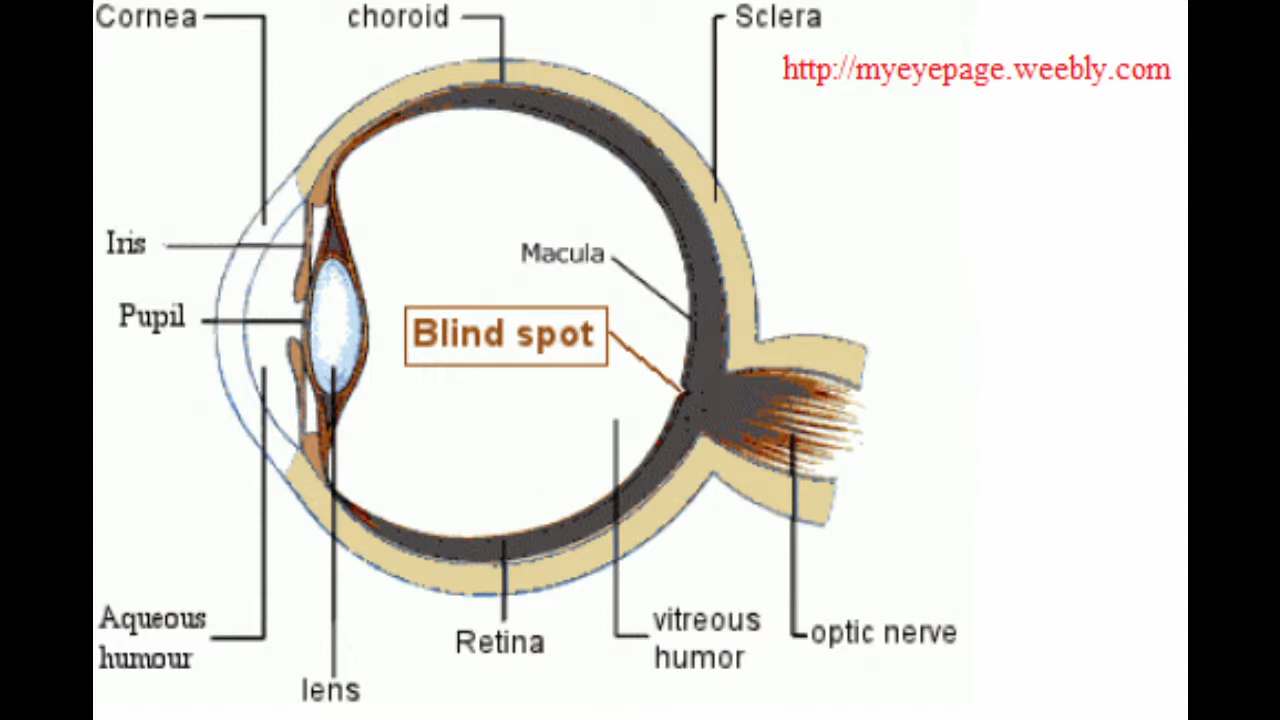 Cornea
choroid
Sclera
http://myeyepage.weebly.com
Iris
Macula
Pupil
Blind spot
Aqueous
humour
Retina
vitreous
humor
optic nerve
lens